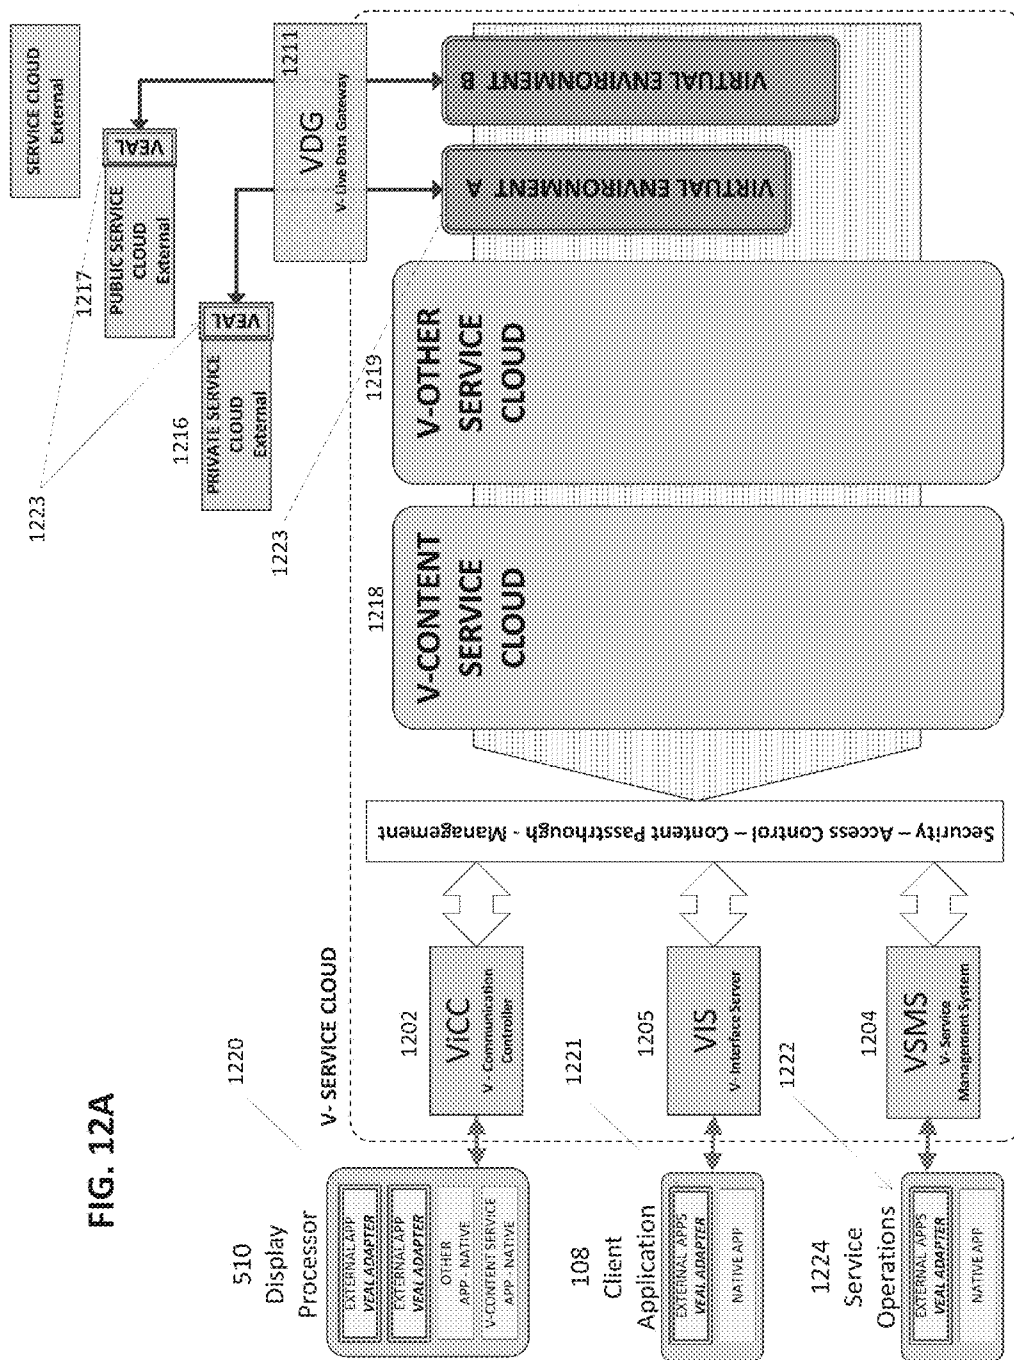 FIG. 12A
510
Display
Processor
1220
EXTERNAL APP
VEAL ADAPTER
EXTERNAL APP
VEAL ADAPTER
OTHER
APP - NATIVE
V-CONTENT SERVICE
APP - NATIVE
108
Client
Application
1221
EXTERNAL APPS
VEAL ADAPTER
NATIVE APP
1224
Service
Operations
1222
EXTERNAL APPS
VEAL ADAPTER
NATIVE APP
V- SERVICE CLOUD
1202
ViCC
V - Communication
Controller
1205
VIS
V- Interface Server
1204
VSMS
V - Service
Management System
Security – Access Control – Content Passtrhough - Management
1218
V-CONTENT
SERVICE
CLOUD
1219
V-OTHER
SERVICE
CLOUD
1223
VIRTUAL ENVIRONMENT A
VIRTUAL ENVIRONMENT B
1211
VDG
V- Live Data Gateway
1223
1216
PRIVATE SERVICE
CLOUD
External
VEAL
1217
PUBLIC SERVICE
CLOUD
External
VEAL
SERVICE CLOUD
External